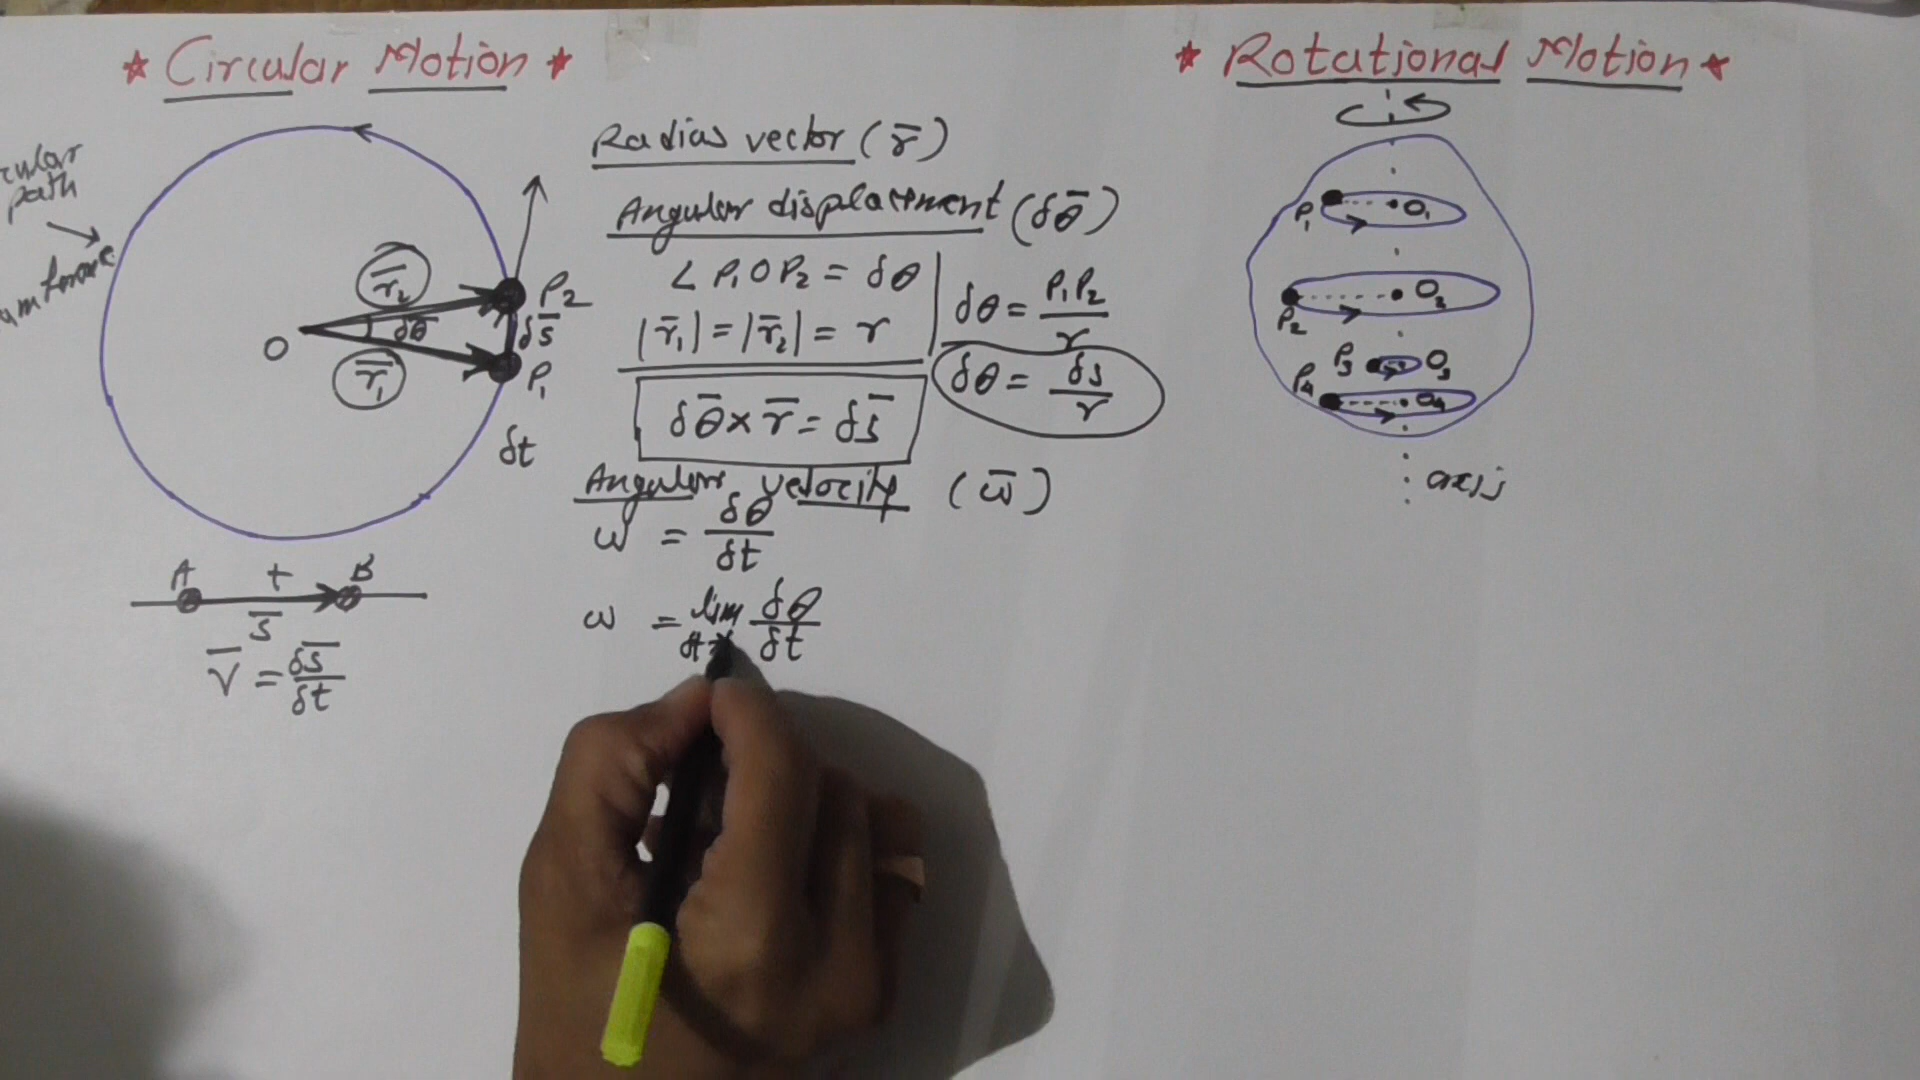 * Circular Motion *
* Rotational Motion *
path
Radius vector (r̅)
Angular displacement (δθ̅)
∠ P₁OP₂ = δθ
|r̅₁| = |r̅₂| = r
δθ = P₁P₂/r
δθ = δs/r
δθ̅ × r̅ = δs̅
r̅₂
P₂
δθ̅
δs̅
O
r̅₁
P₁
δt
Angular velocity (ω̅)
ω = δθ/δt
ω = lim δθ/δt
A t B
s̅
V̅ = δs̅/δt
P₁ O₁
P₂ O₂
P₃ O₃
P₄ O₄
axis